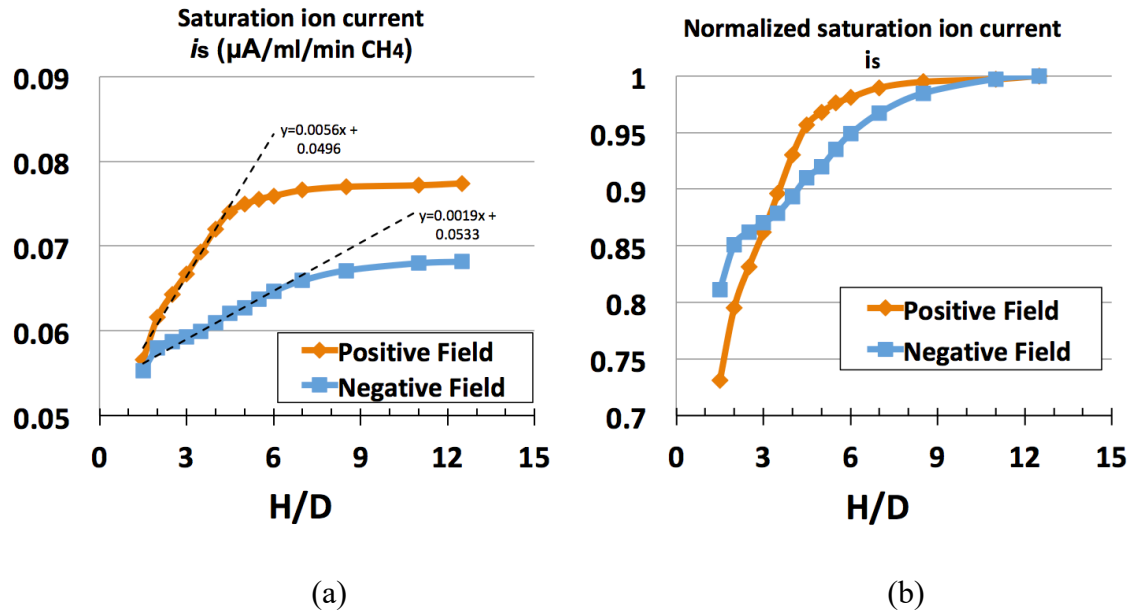 Saturation ion current
is (μA/ml/min CH4)
0.09
0.08
0.07
0.06
0.05
y=0.0056x +
0.0496
y=0.0019x +
0.0533
Positive Field
Negative Field
0 3 6 9 12 15
H/D
(a)
Normalized saturation ion current
is
1
0.95
0.9
0.85
0.8
0.75
0.7
Positive Field
Negative Field
0 3 6 9 12 15
H/D
(b)